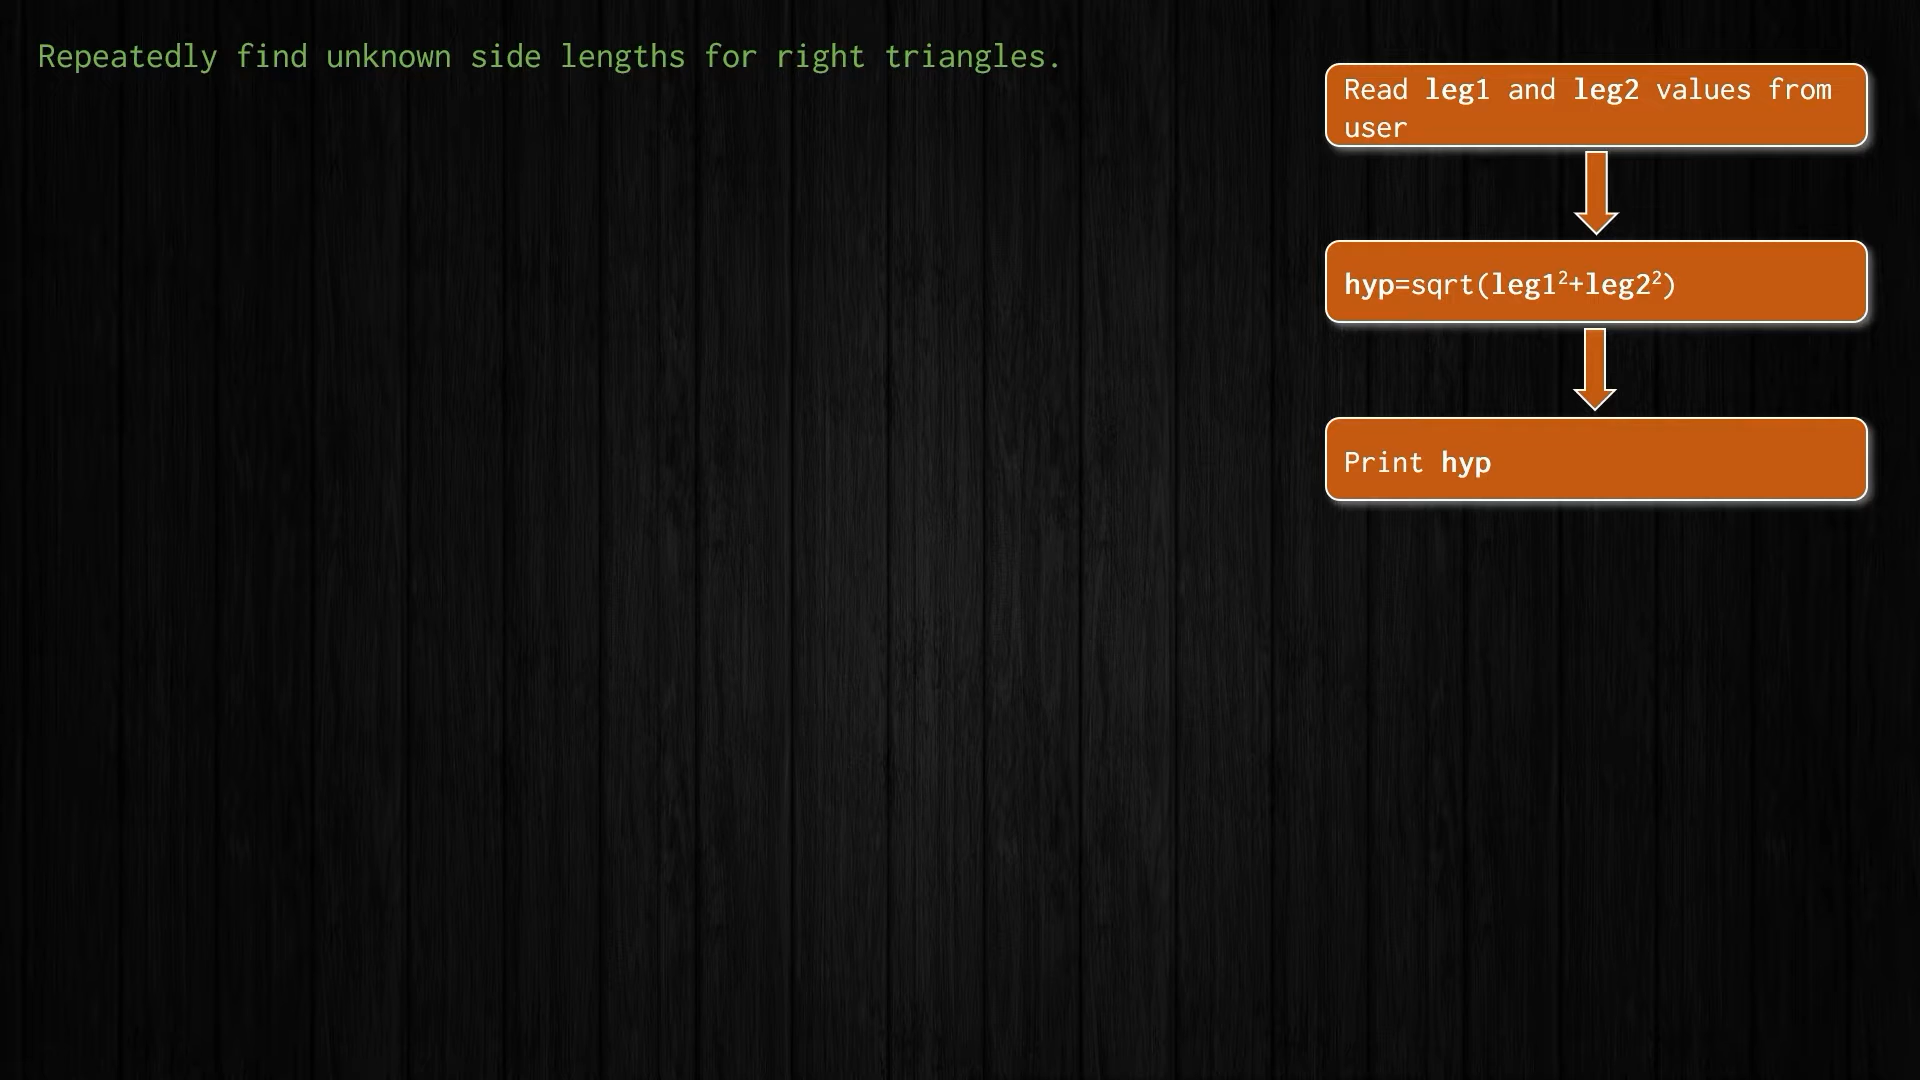 Repeatedly find unknown side lengths for right triangles.
Read leg1 and leg2 values from
user
hyp=sqrt(leg1²+leg2²)
Print hyp